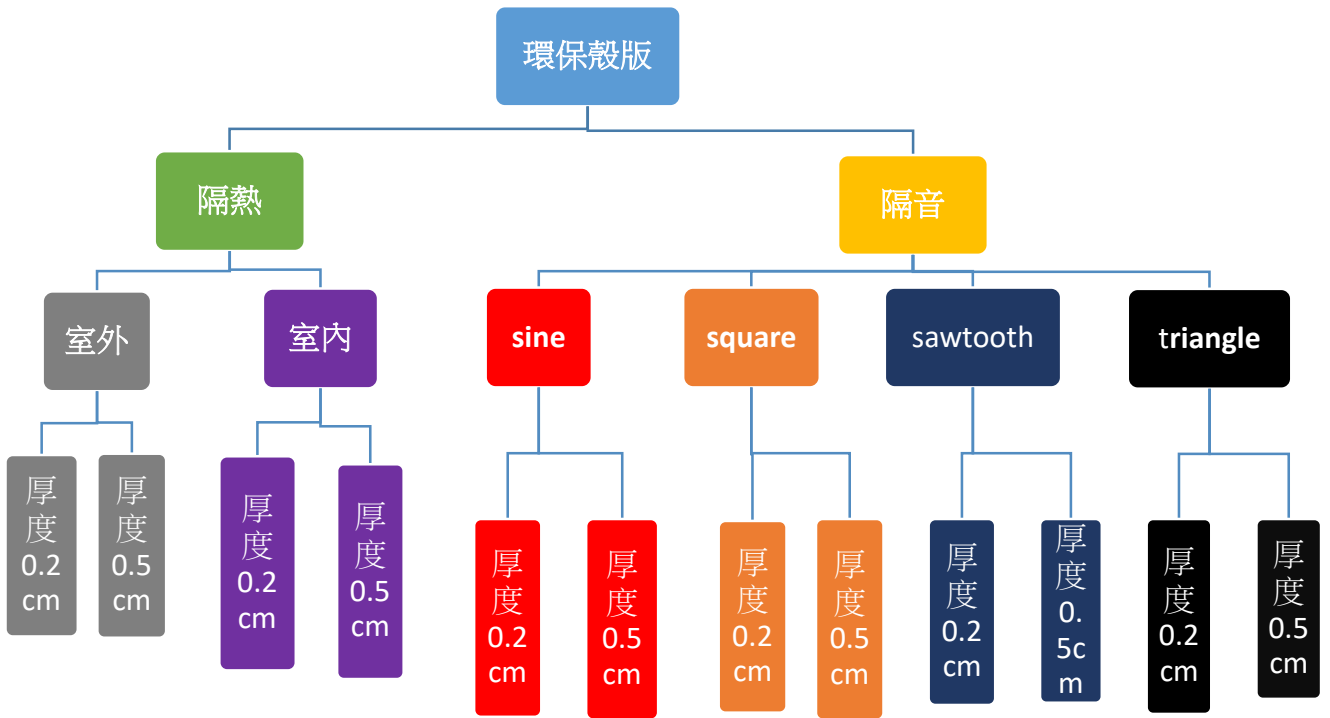 環保殼版
隔熱
隔音
室外
室內
sine
square
sawtooth
triangle
厚
度
0.2
cm
厚
度
0.5
cm
厚
度
0.2
cm
厚
度
0.5
cm
厚
度
0.2
cm
厚
度
0.5
cm
厚
度
0.2
cm
厚
度
0.5
cm
厚
度
0.2
cm
厚
度
0.
5c
m
厚
度
0.2
cm
厚
度
0.5
cm